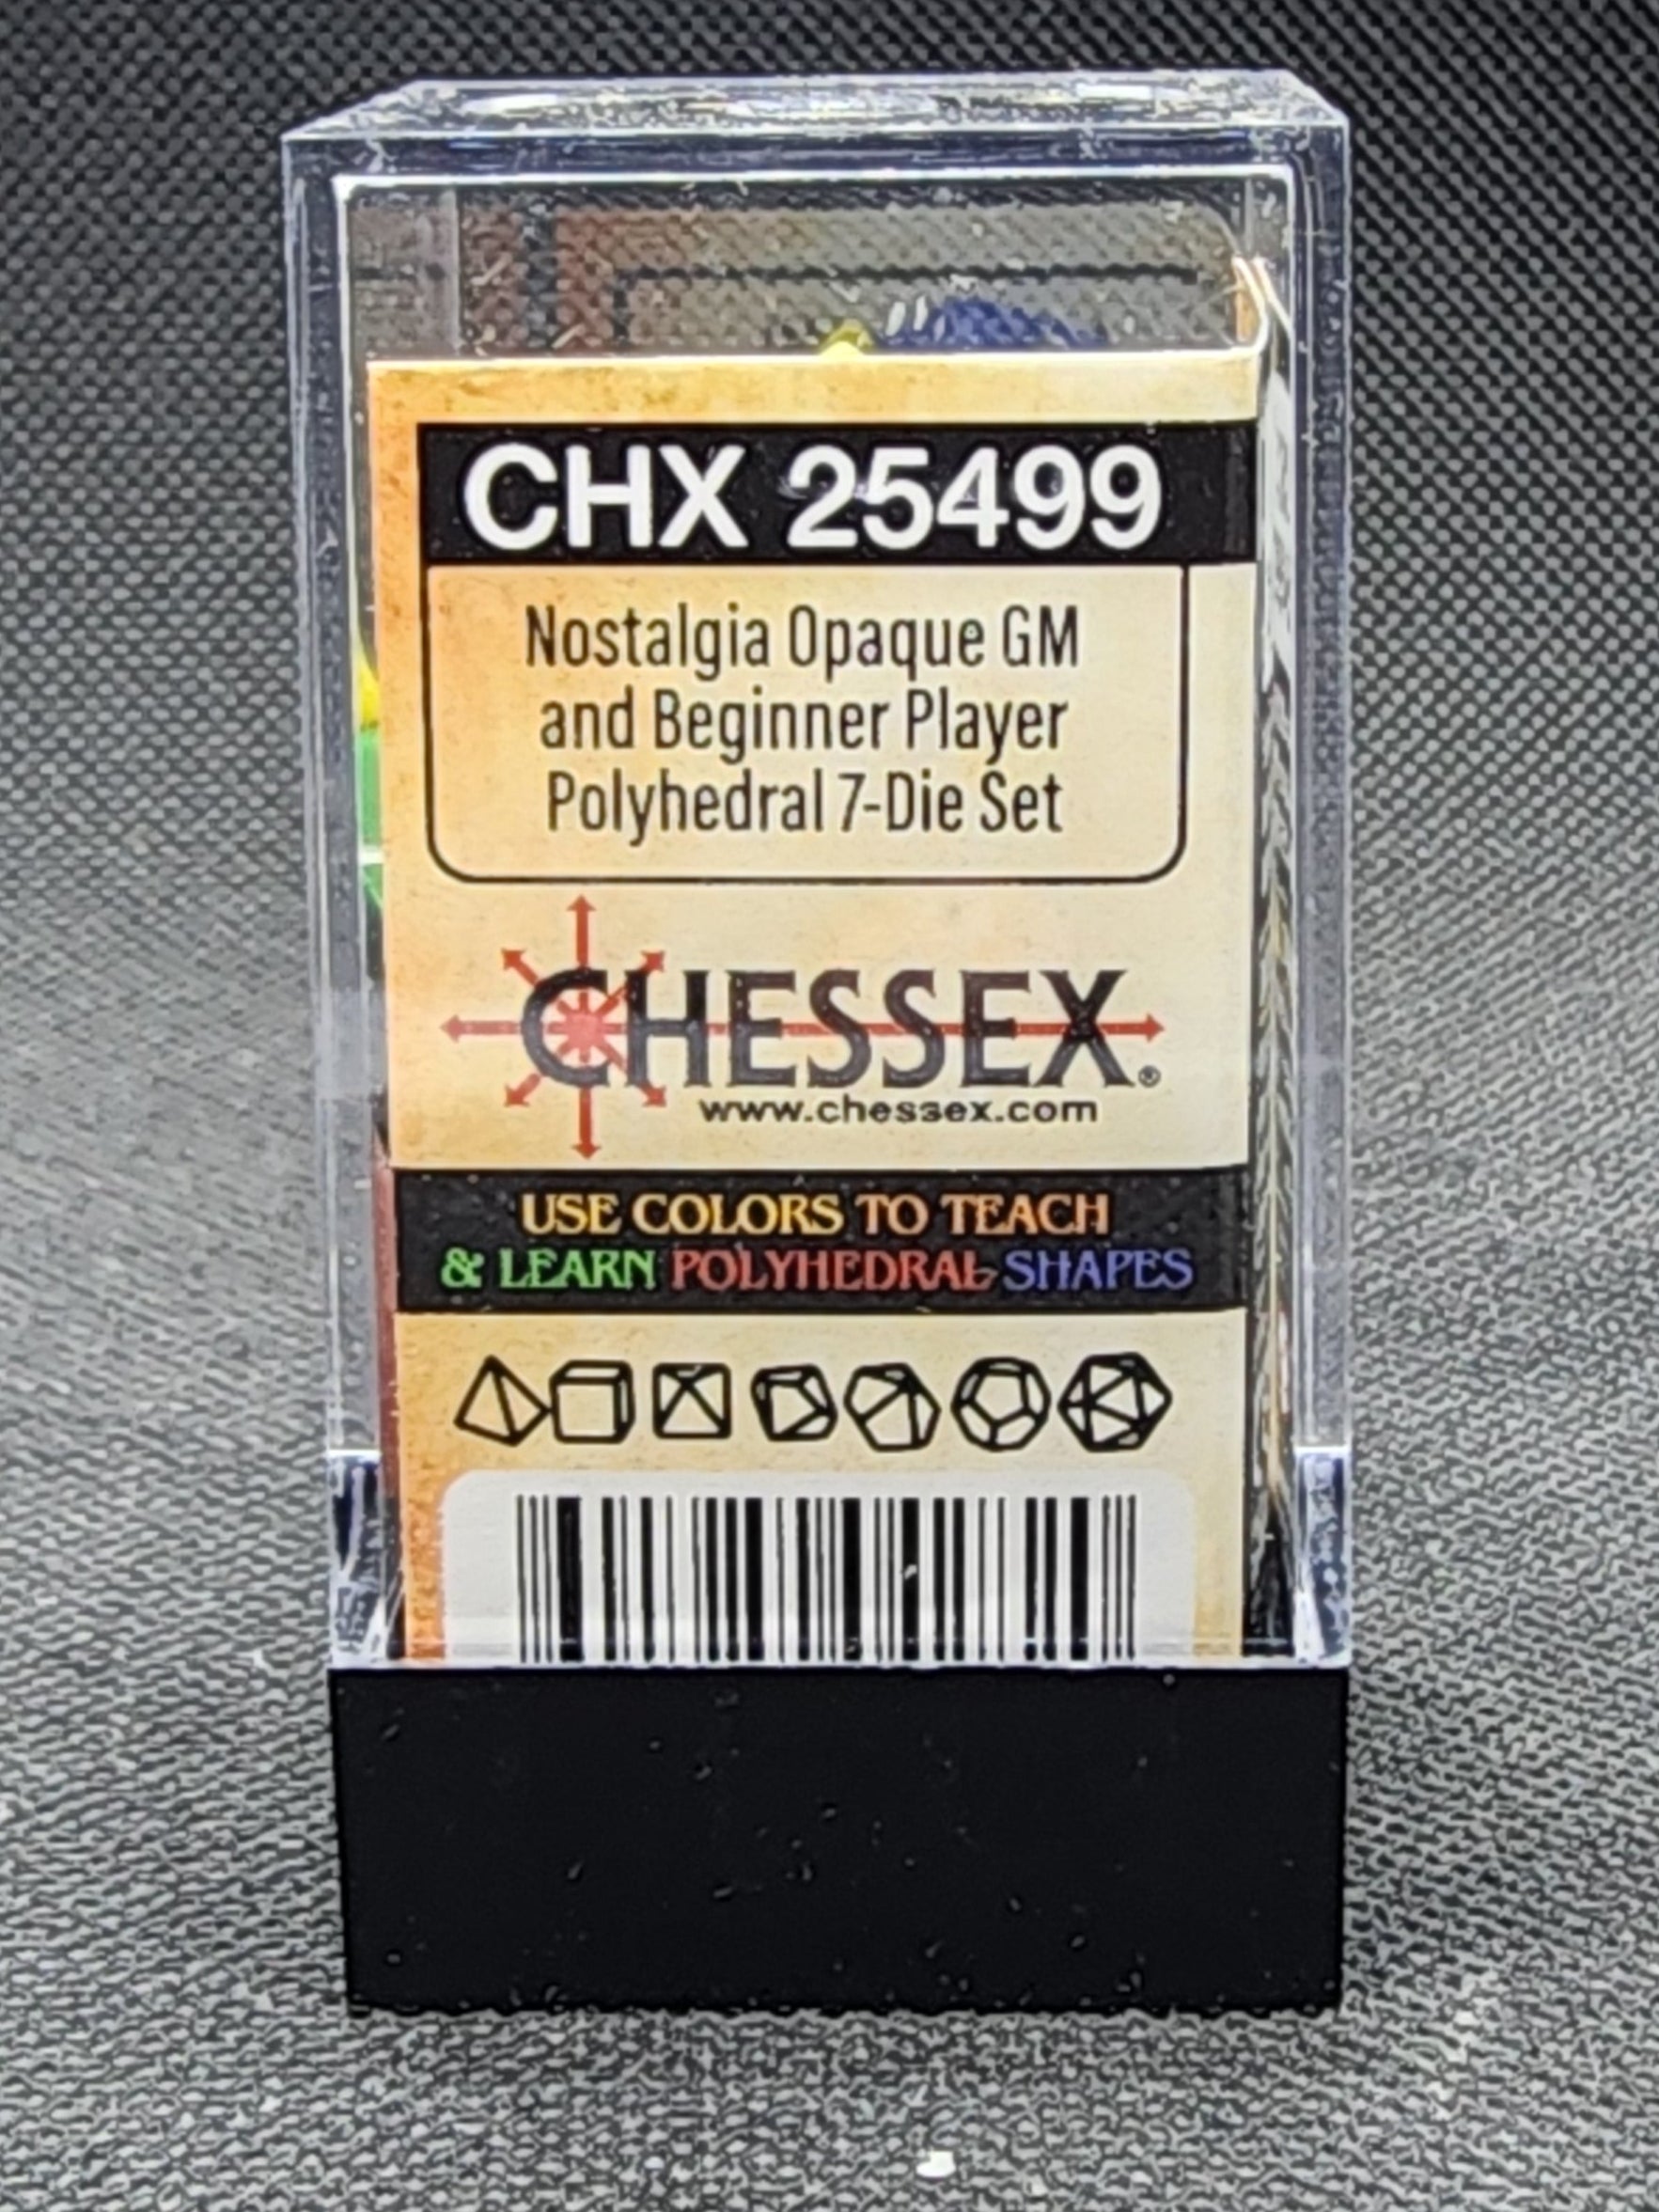 CHX 25499
Nostalgia Opaque GM
and Beginner Player
Polyhedral 7-Die Set
CHESSEX®
www.chessex.com
USE COLORS TO TEACH
& LEARN POLYHEDRAL SHAPES